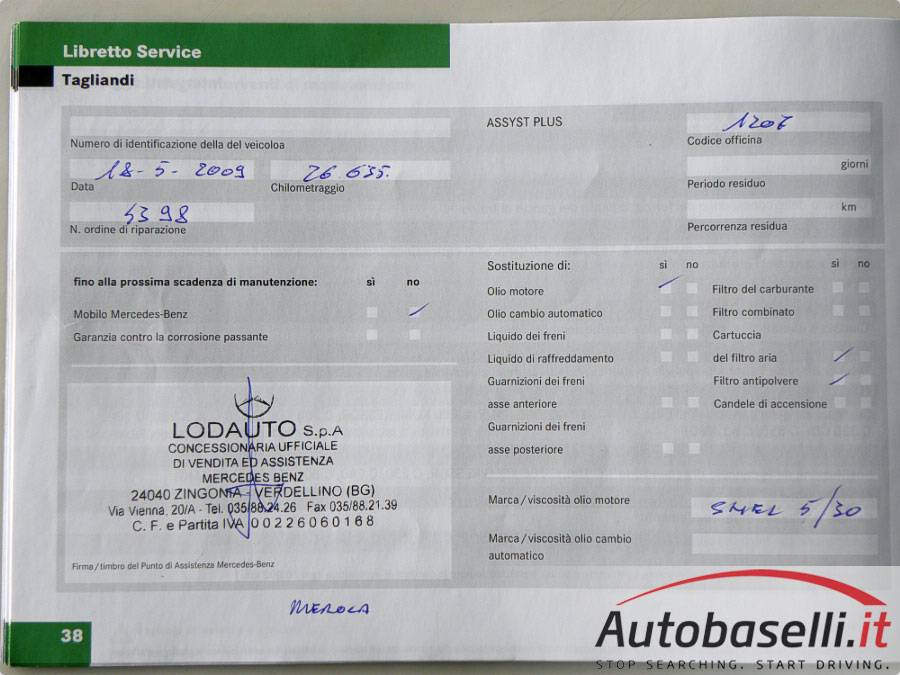 Libretto Service
Tagliandi
Numero di identificazione della del veicoloa
18-5-2009
Data
26.635.
Chilometraggio
5398
N. ordine di riparazione
ASSYST PLUS
1207
Codice officina
giorni
Periodo residuo
km
Percorrenza residua
fino alla prossima scadenza di manutenzione: sì no
Mobilo Mercedes-Benz
Garanzia contro la corrosione passante
Sostituzione di: sì no
Olio motore
Olio cambio automatico
Liquido dei freni
Liquido di raffreddamento
Guarnizioni dei freni
asse anteriore
Guarnizioni dei freni
asse posteriore
sì no
Filtro del carburante
Filtro combinato
Cartuccia
del filtro aria
Filtro antipolvere
Candele di accensione
LODAUTO S.p.A
CONCESSIONARIA UFFICIALE
DI VENDITA ED ASSISTENZA
MERCEDES BENZ
24040 ZINGONIA - VERDELLINO (BG)
Via Vienna, 20/A - Tel. 035/88.24.26 Fax 035/88.21.39
C. F. e Partita IVA 00226060168
Firma/timbro del Punto di Assistenza Mercedes-Benz
Marca/viscosità olio motore
5/30
Marca/viscosità olio cambio
automatico
MEROLA
38
Autobaselli.it
STOP SEARCHING. START DRIVING.